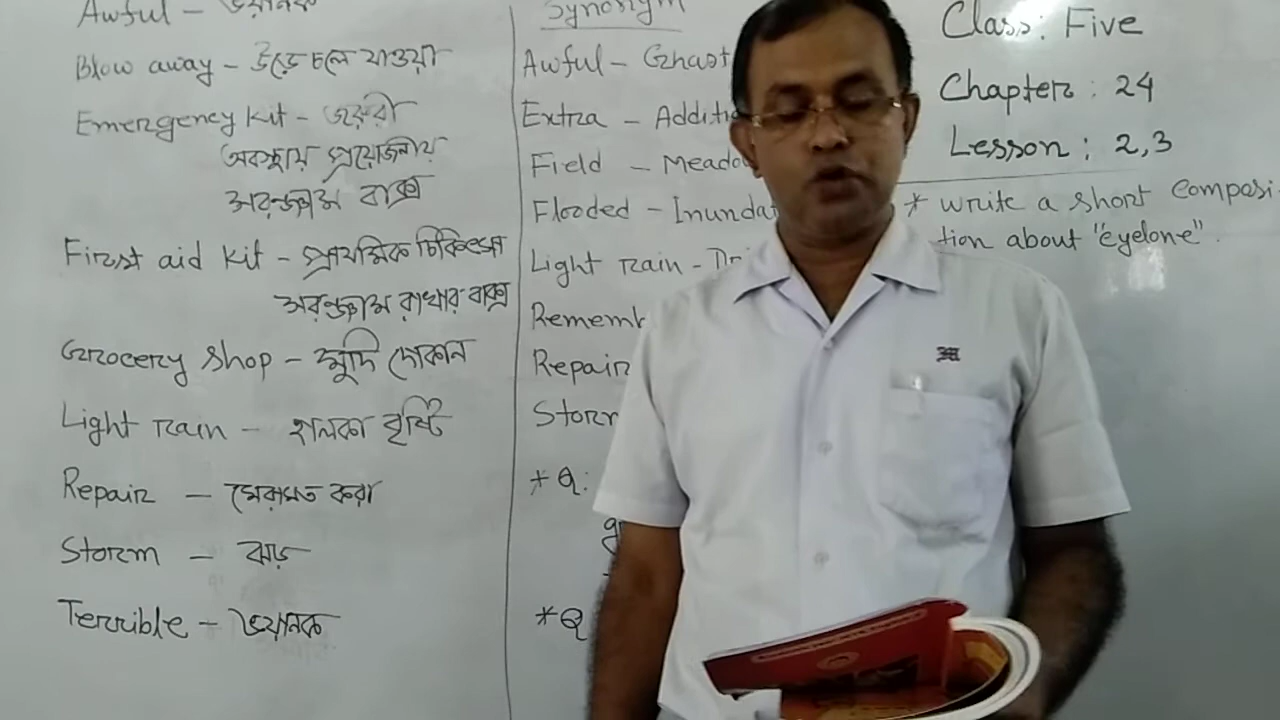 Awful - ভয়ানক
Blow away - উড়ে চলে যাওয়া
Emergency kit - জরুরী
অবস্থায় প্রয়োজনীয়
সরঞ্জাম বাক্স
First aid kit - প্রাথমিক চিকিৎসা
সরঞ্জাম রাখার বাক্স
Grocery shop - মুদি দোকান
Light rain - হালকা বৃষ্টি
Repair - মেরামত করা
Storm - ঝড়
Terrible - ভয়ানক
Synonym
Awful - Ghast
Extra - Additi
Field - Meado
Flooded - Inunda
Light rain - Dri
Rememb
Repair
Storm
* Q:
* Q
Class: Five
Chapter: 24
Lesson: 2,3
* write a short composi
tion about "eyelone".